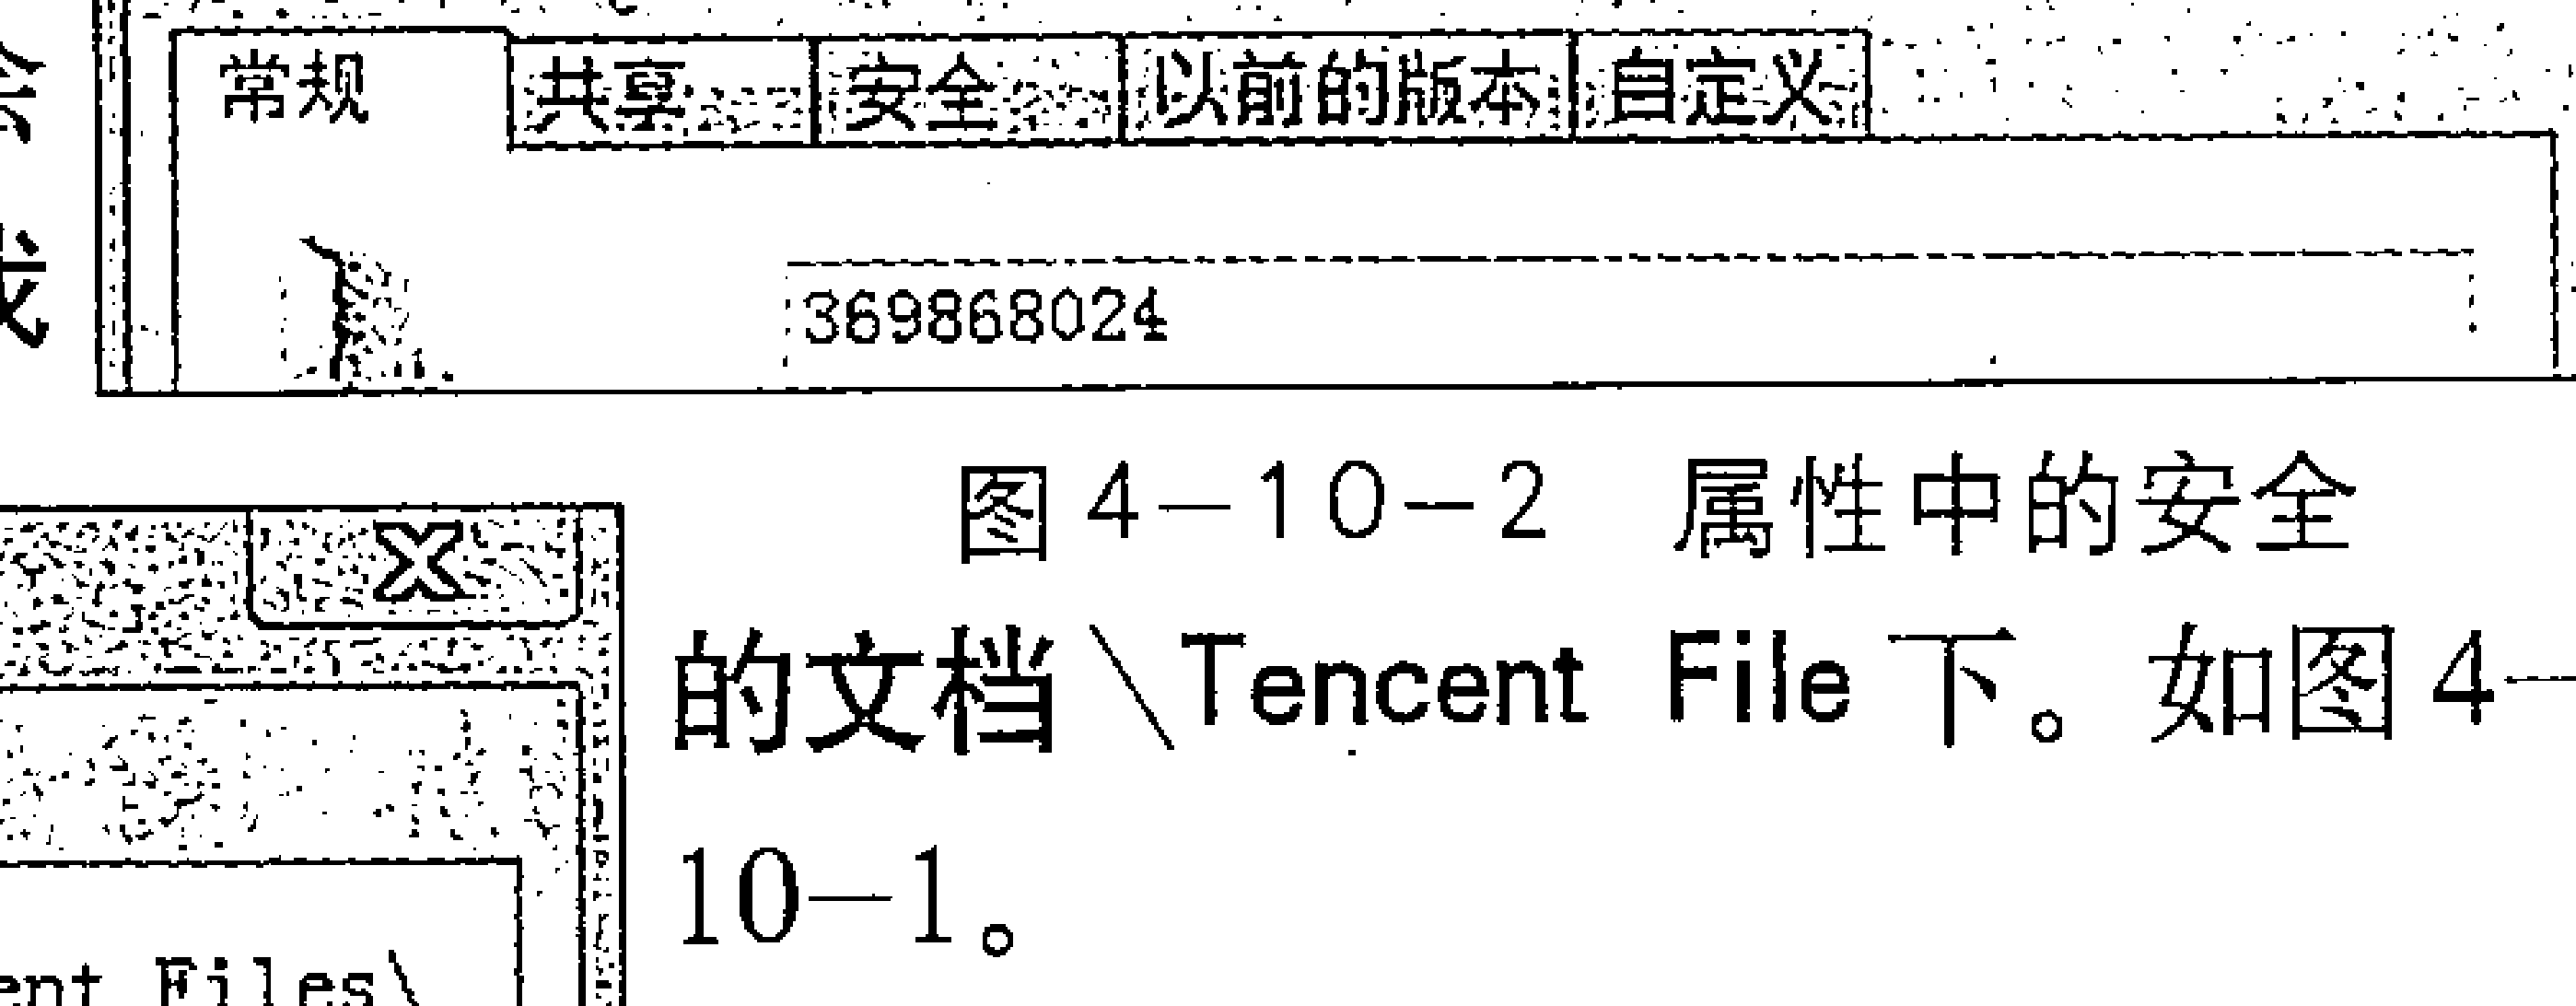 常规 共享 安全 以前的版本 自定义
369868024
图 4-10-2 属性中的安全
的文档\Tencent File 下。如图 4-
10-1。
ent Files\